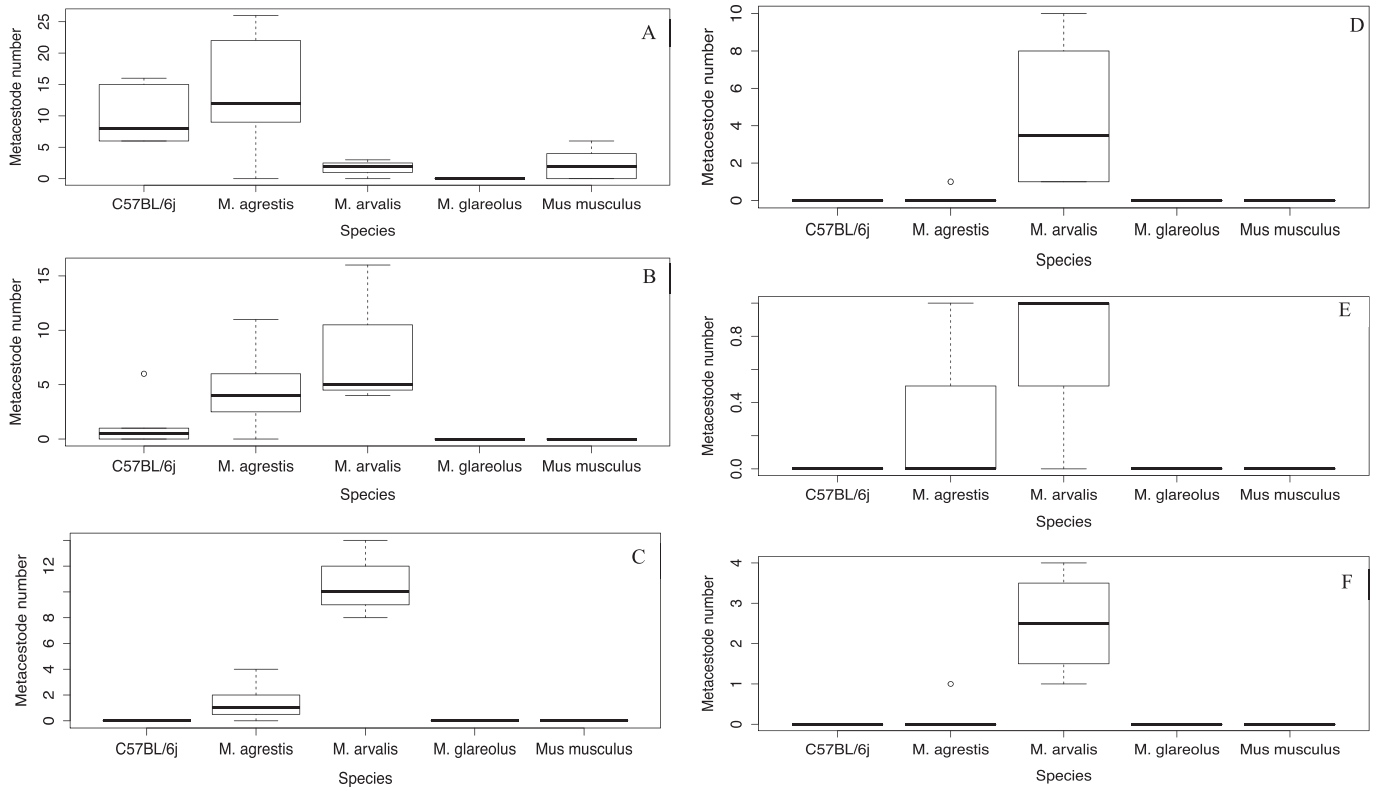 A
Metacestode number
25
20
15
10
5
0
C57BL/6j M. agrestis M. arvalis M. glareolus Mus musculus
Species
B
Metacestode number
15
10
5
0
C57BL/6j M. agrestis M. arvalis M. glareolus Mus musculus
Species
C
Metacestode number
12
8
6
4
2
0
C57BL/6j M. agrestis M. arvalis M. glareolus Mus musculus
Species
D
Metacestode number
10
8
6
4
2
0
C57BL/6j M. agrestis M. arvalis M. glareolus Mus musculus
Species
E
Metacestode number
0.8
0.4
0.0
C57BL/6j M. agrestis M. arvalis M. glareolus Mus musculus
Species
F
Metacestode number
4
3
2
1
0
C57BL/6j M. agrestis M. arvalis M. glareolus Mus musculus
Species